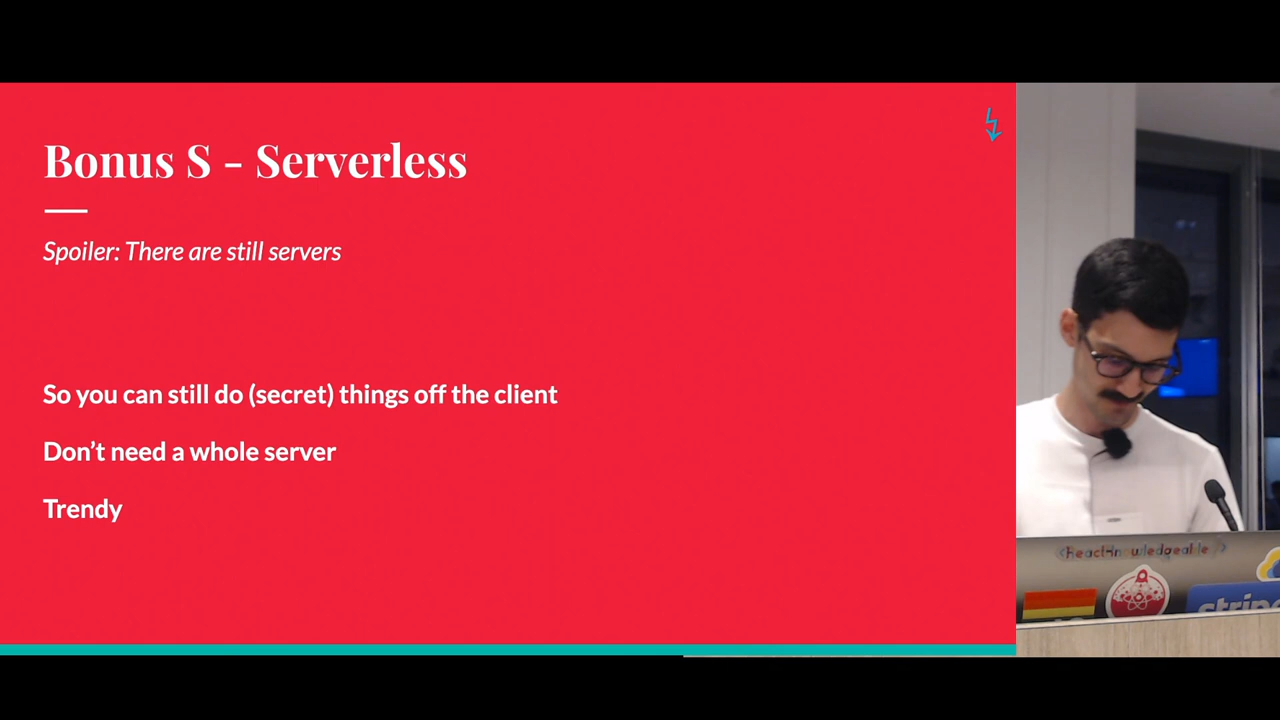 Bonus S - Serverless
Spoiler: There are still servers
So you can still do (secret) things off the client
Don't need a whole server
Trendy
<ReactKnowledgeable />
stripe